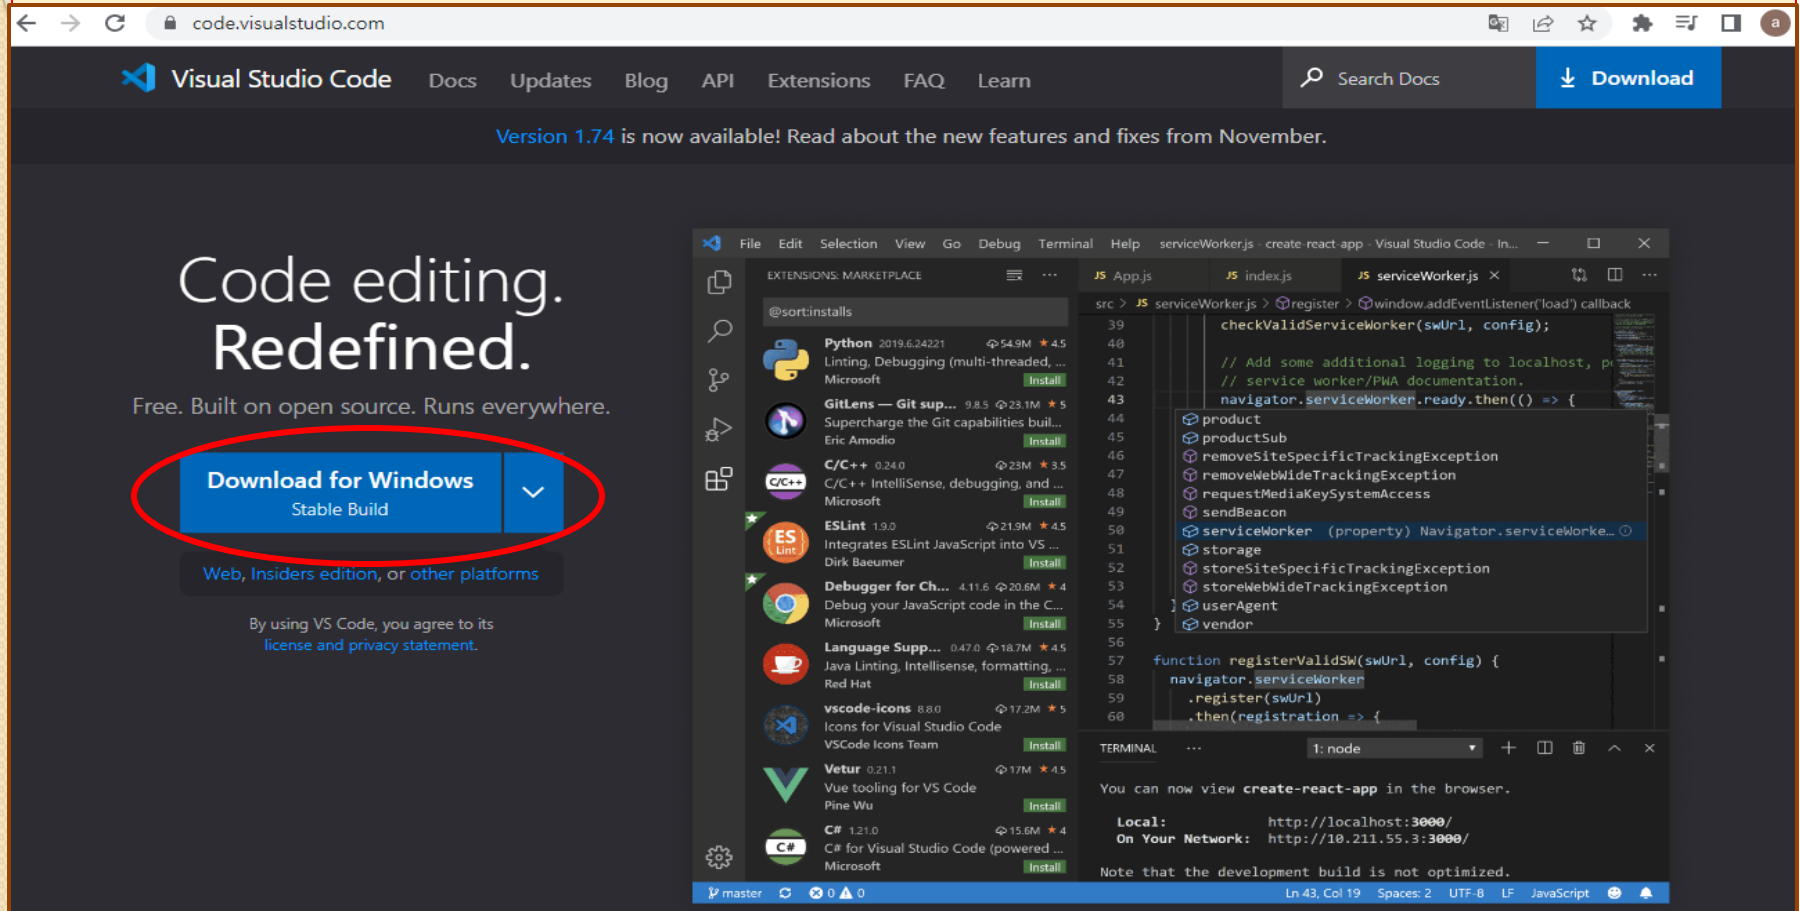 code.visualstudio.com
a
Visual Studio Code Docs Updates Blog API Extensions FAQ Learn Search Docs Download
Version 1.74 is now available! Read about the new features and fixes from November.
Code editing.
Redefined.
Free. Built on open source. Runs everywhere.
Download for Windows
Stable Build
Web, Insiders edition, or other platforms
By using VS Code, you agree to its
license and privacy statement.
File Edit Selection View Go Debug Terminal Help serviceWorker.js - create-react-app - Visual Studio Code - In...
EXTENSIONS: MARKETPLACE
@sort:installs
Python 2019.6.24221 54.9M ★ 4.5
Linting, Debugging (multi-threaded, ...
Microsoft Install
GitLens — Git sup... 9.8.5 23.1M ★ 5
Supercharge the Git capabilities buil...
Eric Amodio Install
C/C++
C/C++ 0.24.0 23M ★ 3.5
C/C++ IntelliSense, debugging, and ...
Microsoft Install
ES
Lint
ESLint 1.9.0 21.9M ★ 4.5
Integrates ESLint JavaScript into VS ...
Dirk Baeumer Install
Debugger for Ch... 4.11.6 20.6M ★ 4
Debug your JavaScript code in the C...
Microsoft Install
Language Supp... 0.47.0 18.7M ★ 4.5
Java Linting, Intellisense, formatting, ...
Red Hat Install
vscode-icons 8.8.0 17.2M ★ 5
Icons for Visual Studio Code
VSCode Icons Team Install
Vetur 0.21.1 17M ★ 4.5
Vue tooling for VS Code
Pine Wu Install
C#
C# 1.21.0 15.6M ★ 4
C# for Visual Studio Code (powered ...
Microsoft Install
JS App.js JS index.js JS serviceWorker.js
src > JS serviceWorker.js > register > window.addEventListener('load') callback
39 checkValidServiceWorker(swUrl, config);
40
41 // Add some additional logging to localhost, p
42 // service worker/PWA documentation.
43 navigator.serviceWorker.ready.then(() => {
44 product
45 productSub
46 removeSiteSpecificTrackingException
47 removeWebWideTrackingException
48 requestMediaKeySystemAccess
49 sendBeacon
50 serviceWorker (property) Navigator.serviceWorke...
51 storage
52 storeSiteSpecificTrackingException
53 storeWebWideTrackingException
54 } userAgent
55 } vendor
56
57 function registerValidSW(swUrl, config) {
58 navigator.serviceWorker
59 .register(swUrl)
60 .then(registration => {
TERMINAL ... 1: node
You can now view create-react-app in the browser.
Local: http://localhost:3000/
On Your Network: http://10.211.55.3:3000/
Note that the development build is not optimized.
master 0 0 Ln 43, Col 19 Spaces: 2 UTF-8 LF JavaScript